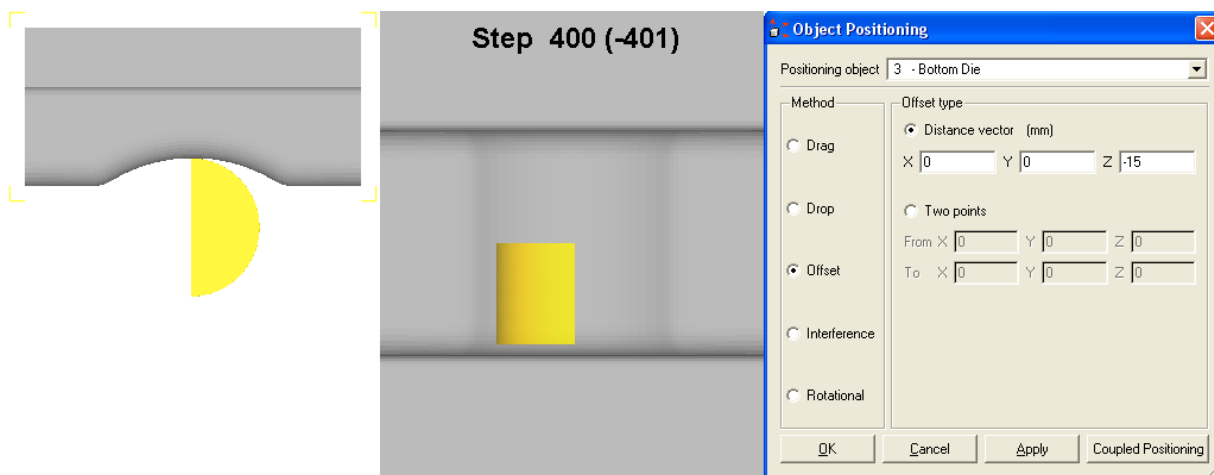 Step 400 (-401)
Object Positioning
Positioning object 3 - Bottom Die
Method
Drag
Drop
Offset
Interference
Rotational
Offset type
Distance vector (mm)
X 0 Y 0 Z -15
Two points
From X 0 Y 0 Z 0
To X 0 Y 0 Z 0
OK Cancel Apply Coupled Positioning